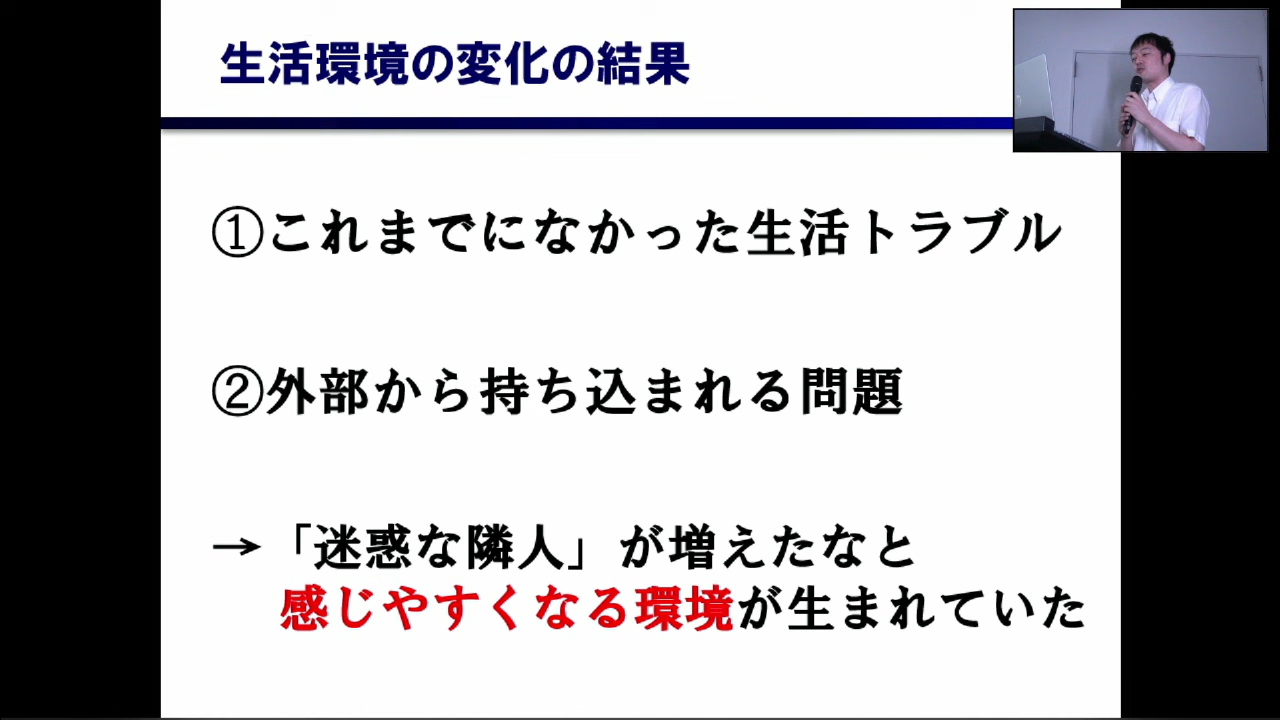 生活環境の変化の結果
①これまでになかった生活トラブル
②外部から持ち込まれる問題
→「迷惑な隣人」が増えたなと
感じやすくなる環境が生まれていた